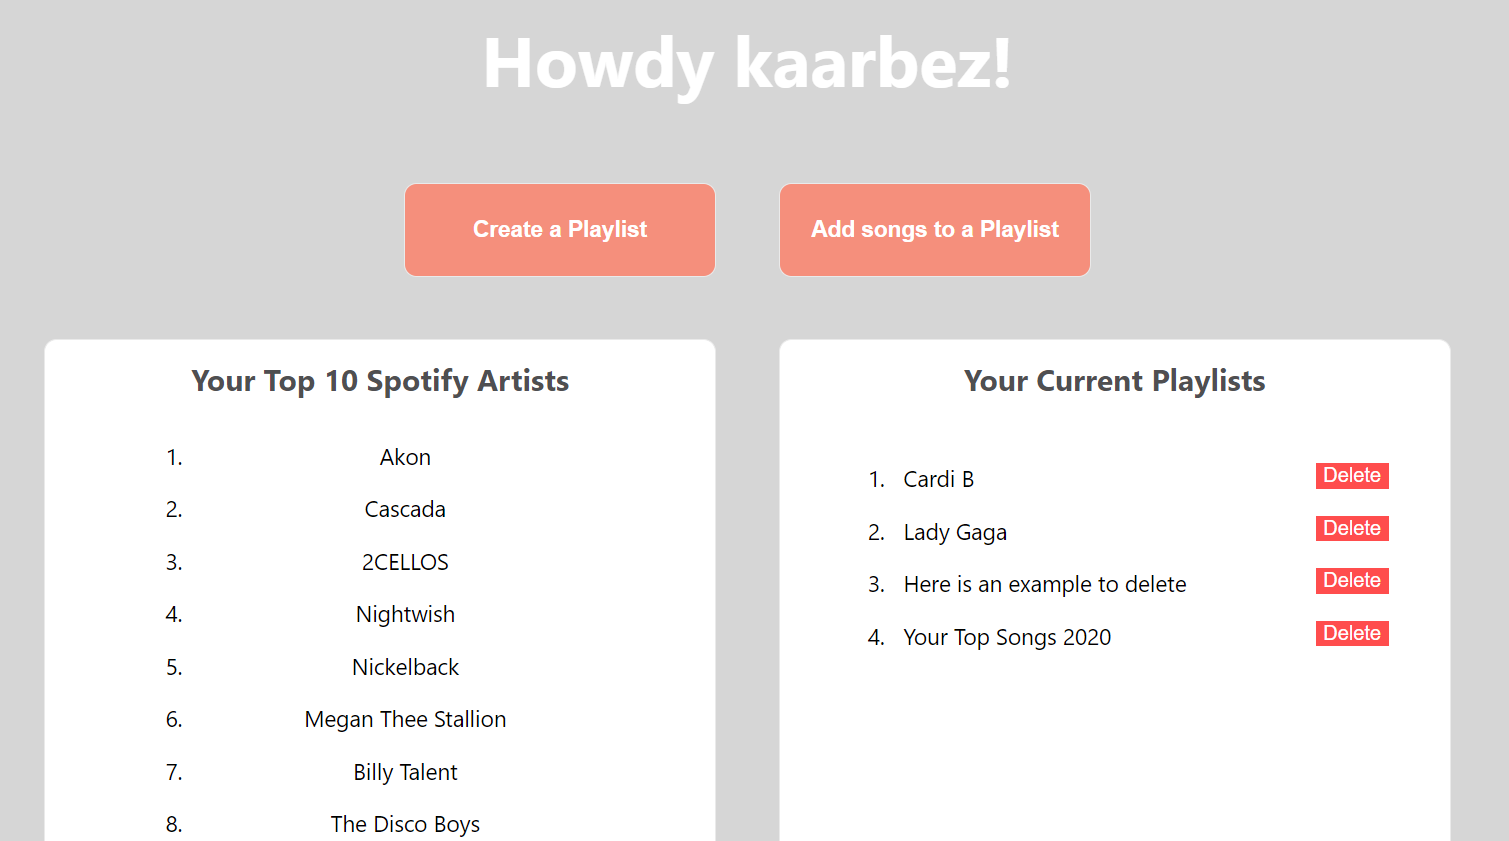 Howdy kaarbez!
Create a Playlist
Add songs to a Playlist
Your Top 10 Spotify Artists
1. Akon
2. Cascada
3. 2CELLOS
4. Nightwish
5. Nickelback
6. Megan Thee Stallion
7. Billy Talent
8. The Disco Boys
Your Current Playlists
1. Cardi B Delete
2. Lady Gaga Delete
3. Here is an example to delete Delete
4. Your Top Songs 2020 Delete